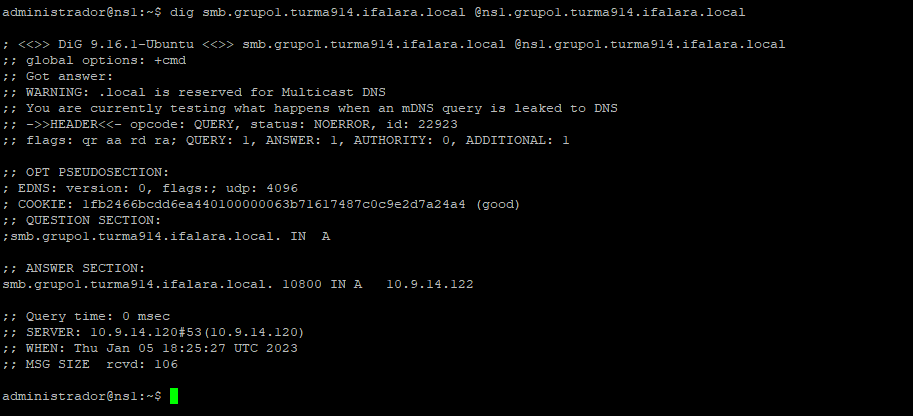 administrador@ns1:~$ dig smb.grupo1.turma914.ifalara.local @ns1.grupo1.turma914.ifalara.local
; <<>> DiG 9.16.1-Ubuntu <<>> smb.grupo1.turma914.ifalara.local @ns1.grupo1.turma914.ifalara.local
;; global options: +cmd
;; Got answer:
;; WARNING: .local is reserved for Multicast DNS
;; You are currently testing what happens when an mDNS query is leaked to DNS
;; ->>HEADER<<- opcode: QUERY, status: NOERROR, id: 22923
;; flags: qr aa rd ra; QUERY: 1, ANSWER: 1, AUTHORITY: 0, ADDITIONAL: 1
;; OPT PSEUDOSECTION:
; EDNS: version: 0, flags:; udp: 4096
; COOKIE: 1fb2466bcdd6ea440100000063b71617487c0c9e2d7a24a4 (good)
;; QUESTION SECTION:
;smb.grupo1.turma914.ifalara.local. IN  A
;; ANSWER SECTION:
smb.grupo1.turma914.ifalara.local. 10800 IN A   10.9.14.122
;; Query time: 0 msec
;; SERVER: 10.9.14.120#53(10.9.14.120)
;; WHEN: Thu Jan 05 18:25:27 UTC 2023
;; MSG SIZE  rcvd: 106
administrador@ns1:~$